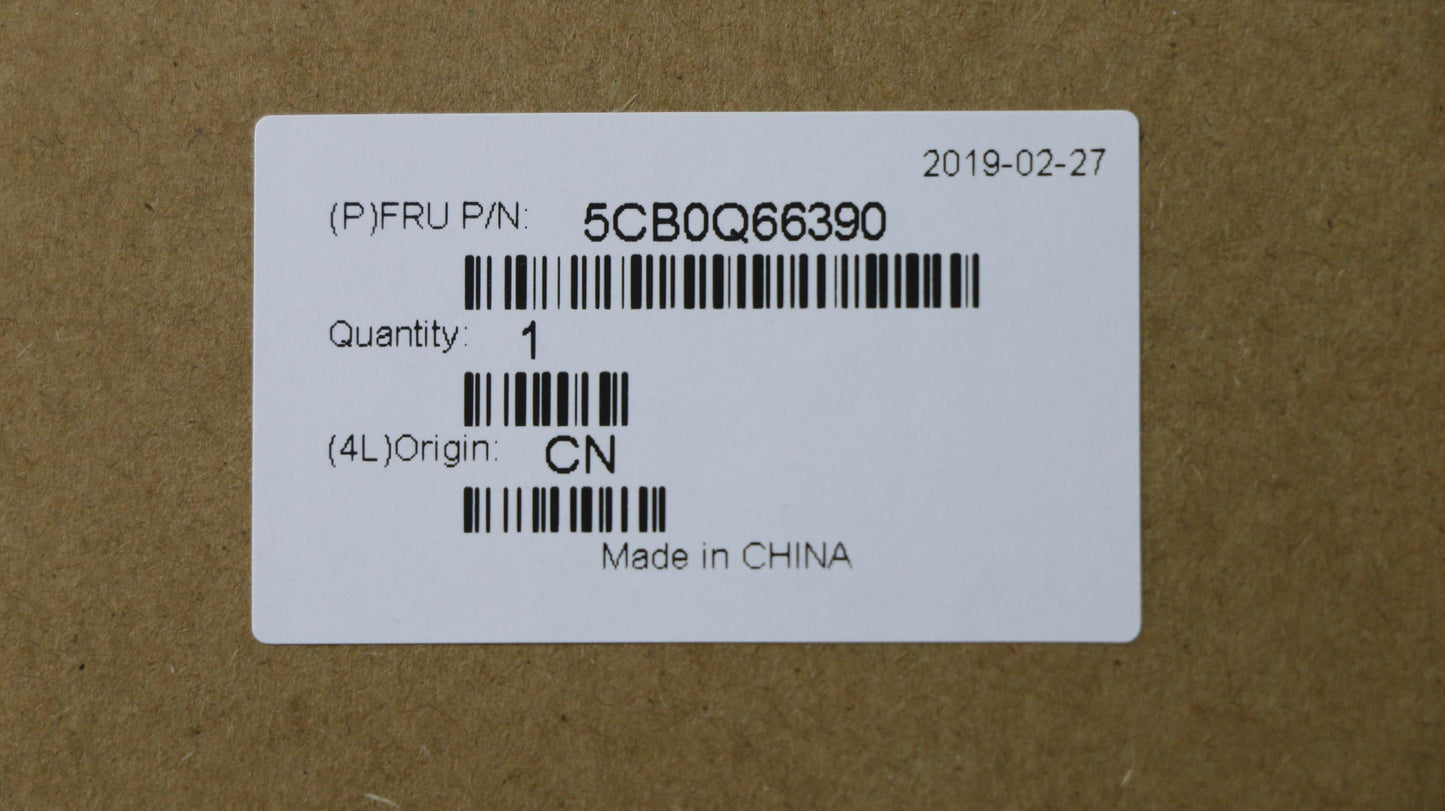 2019-02-27
(P)FRU P/N: 5CB0Q66390
Quantity: 1
(4L)Origin: CN
Made in CHINA